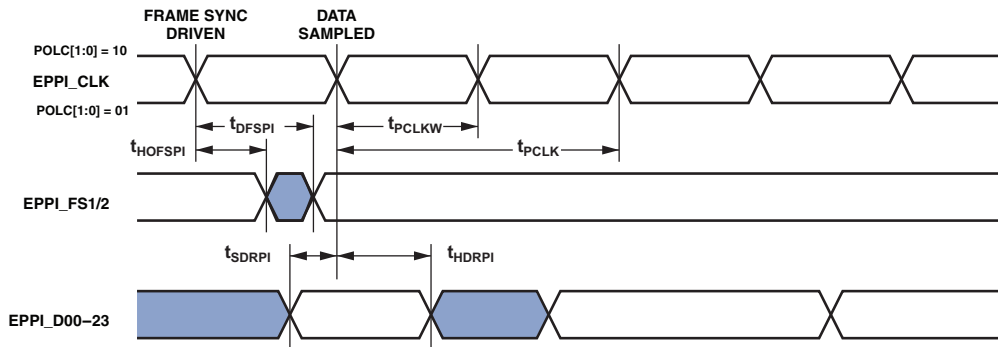 FRAME SYNC
DRIVEN
DATA
SAMPLED
POLC[1:0] = 10
EPPI_CLK
POLC[1:0] = 01
tDFSPI
tPCLKW
tHOFSPI
tPCLK
EPPI_FS1/2
tSDRPI
tHDRPI
EPPI_D00–23